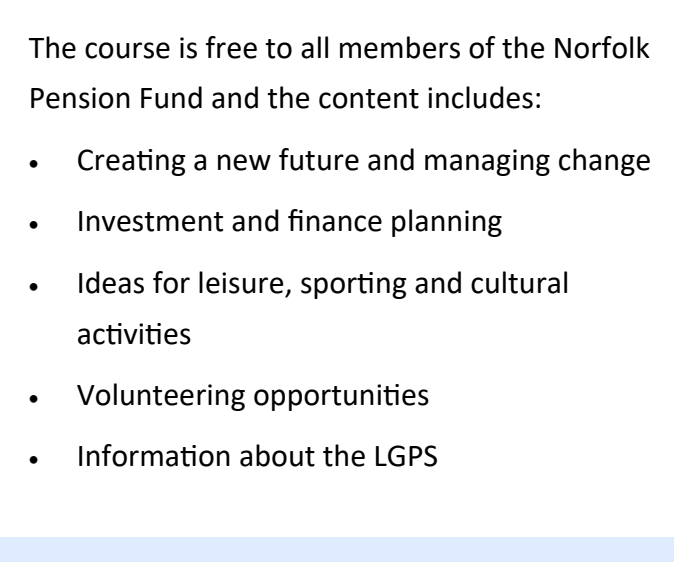 The course is free to all members of the Norfolk
Pension Fund and the content includes:
• Creating a new future and managing change
• Investment and finance planning
• Ideas for leisure, sporting and cultural
activities
• Volunteering opportunities
• Information about the LGPS